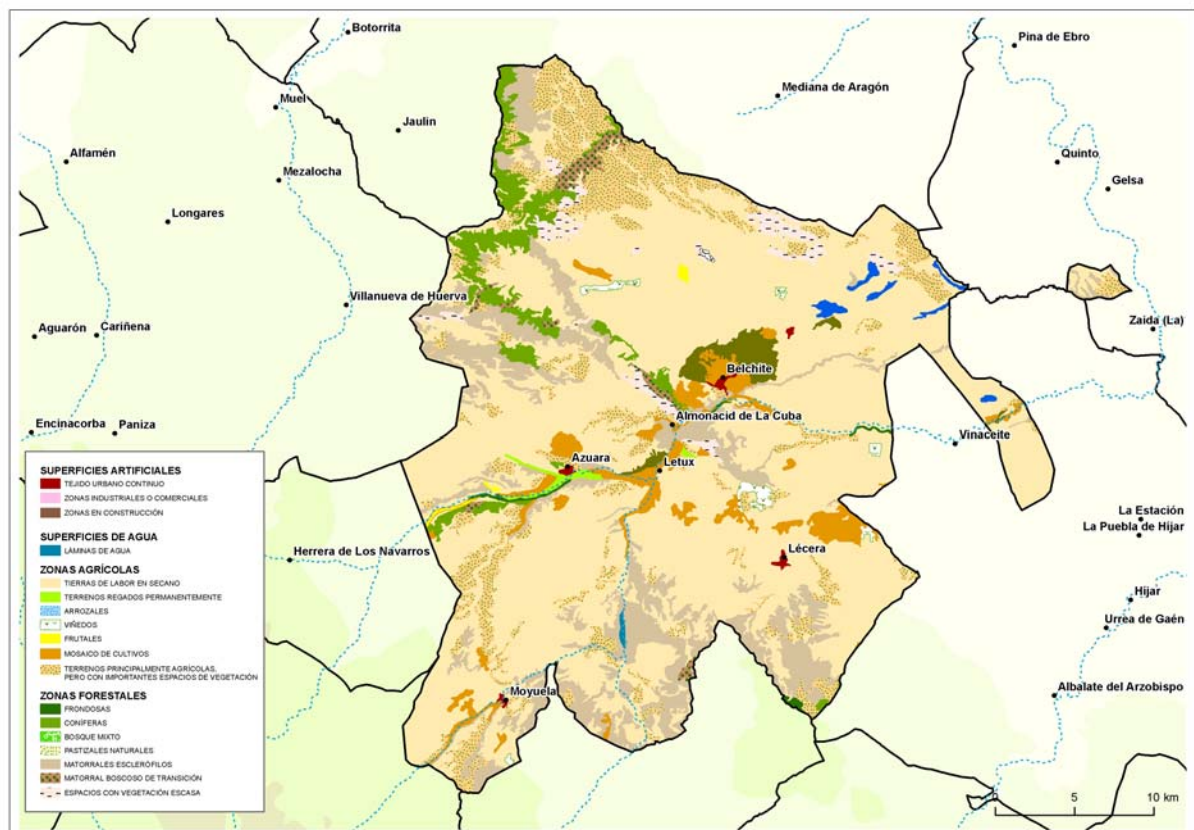 Botorrita
Pina de Ebro
Mediana de Aragón
Muel
Jaulín
Alfamén
Quinto
Mezalocha
Gelsa
Longares
Villanueva de Huerva
Zaida (La)
Aguarón
Cariñena
Belchite
Almonacid de La Cuba
Encinacorba
Paniza
Vinaceite
Azuara
Letux
La Estación
La Puebla de Hijar
Herrera de Los Navarros
Lécera
Hijar
Urrea de Gaén
Moyuela
Albalate del Arzobispo
SUPERFICIES ARTIFICIALES
TEJIDO URBANO CONTINUO
ZONAS INDUSTRIALES O COMERCIALES
ZONAS EN CONSTRUCCIÓN
SUPERFICIES DE AGUA
LÁMINAS DE AGUA
ZONAS AGRÍCOLAS
TIERRAS DE LABOR EN SECANO
TERRENOS REGADOS PERMANENTEMENTE
ARROZALES
VIÑEDOS
FRUTALES
MOSAICO DE CULTIVOS
TERRENOS PRINCIPALMENTE AGRÍCOLAS,
PERO CON IMPORTANTES ESPACIOS DE VEGETACIÓN
ZONAS FORESTALES
FRONDOSAS
CONÍFERAS
BOSQUE MIXTO
PASTIZALES NATURALES
MATORRALES ESCLERÓFILOS
MATORRAL BOSCOSO DE TRANSICIÓN
ESPACIOS CON VEGETACIÓN ESCASA
0 5 10 km